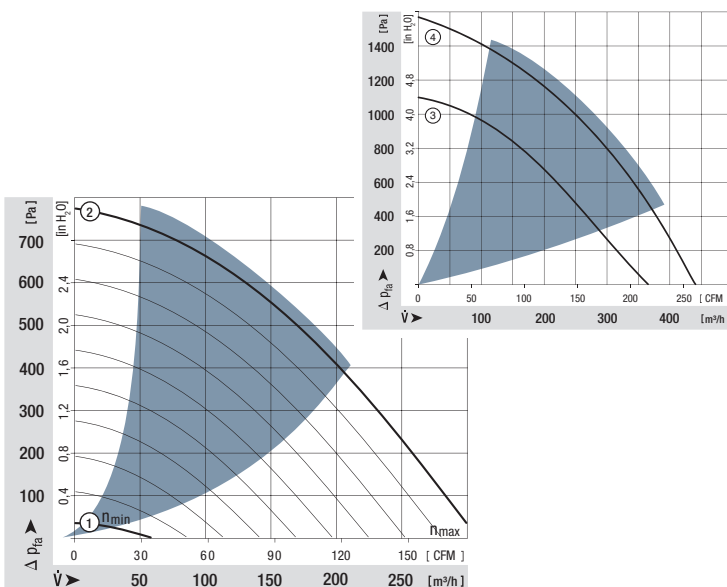 [Pa]
[in H2O]
1400
1200
1000
800
600
400
200
4,8
4,0
3,2
2,4
1,6
0,8
4
3
Δ pfa
0 50 100 150 200 250 [ CFM
V̇ 100 200 300 400 [m³/h
[Pa]
[in H2O]
700
600
500
400
300
200
100
2,4
2,0
1,6
1,2
0,8
0,4
2
1
nmin
nmax
Δ pfa
0 30 60 90 120 150 [ CFM ]
V̇ 50 100 150 200 250 [m³/h]